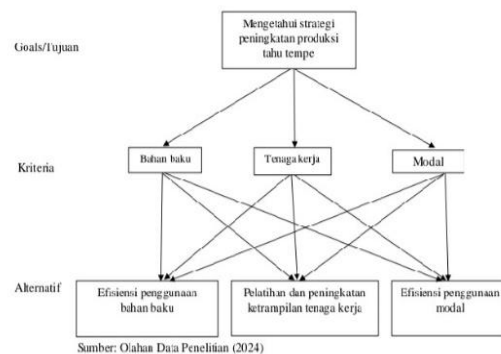 Goals/Tujuan
Mengetahui strategi
peningkatan produksi
tahu tempe
Kriteria
Bahan baku
Tenaga kerja
Modal
Alternatif
Efisiensi penggunaan
bahan baku
Pelatihan dan peningkatan
ketrampilan tenaga kerja
Efisiensi penggunaan
modal
Sumber: Olahan Data Penelitian (2024)